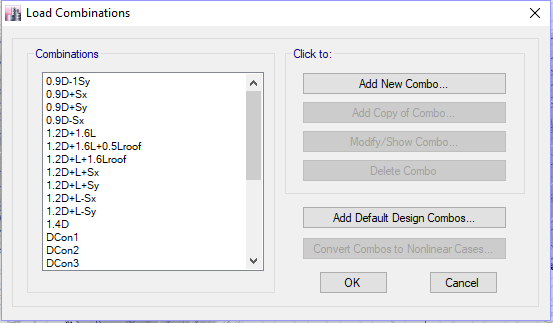 Load Combinations
Combinations
0.9D-1Sy
0.9D+Sx
0.9D+Sy
0.9D-Sx
1.2D+1.6L
1.2D+1.6L+0.5Lroof
1.2D+L+1.6Lroof
1.2D+L+Sx
1.2D+L+Sy
1.2D+L-Sx
1.2D+L-Sy
1.4D
DCon1
DCon2
DCon3
Click to:
Add New Combo...
Add Copy of Combo...
Modify/Show Combo...
Delete Combo
Add Default Design Combos...
Convert Combos to Nonlinear Cases...
OK
Cancel